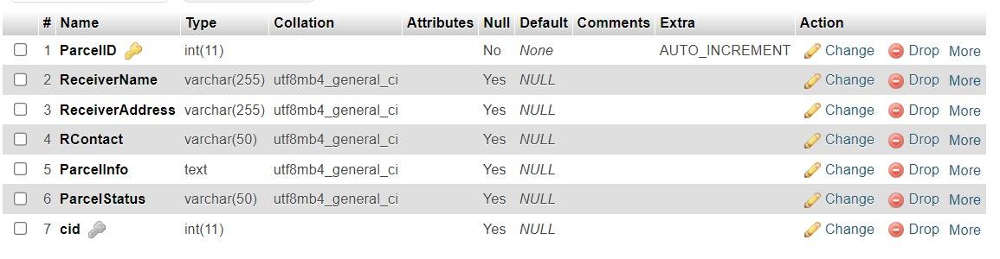 # Name Type Collation Attributes Null Default Comments Extra Action
1 ParcelID int(11) No None AUTO_INCREMENT Change Drop More
2 ReceiverName varchar(255) utf8mb4_general_ci Yes NULL Change Drop More
3 ReceiverAddress varchar(255) utf8mb4_general_ci Yes NULL Change Drop More
4 RContact varchar(50) utf8mb4_general_ci Yes NULL Change Drop More
5 ParcelInfo text utf8mb4_general_ci Yes NULL Change Drop More
6 ParcelStatus varchar(50) utf8mb4_general_ci Yes NULL Change Drop More
7 cid int(11) Yes NULL Change Drop More